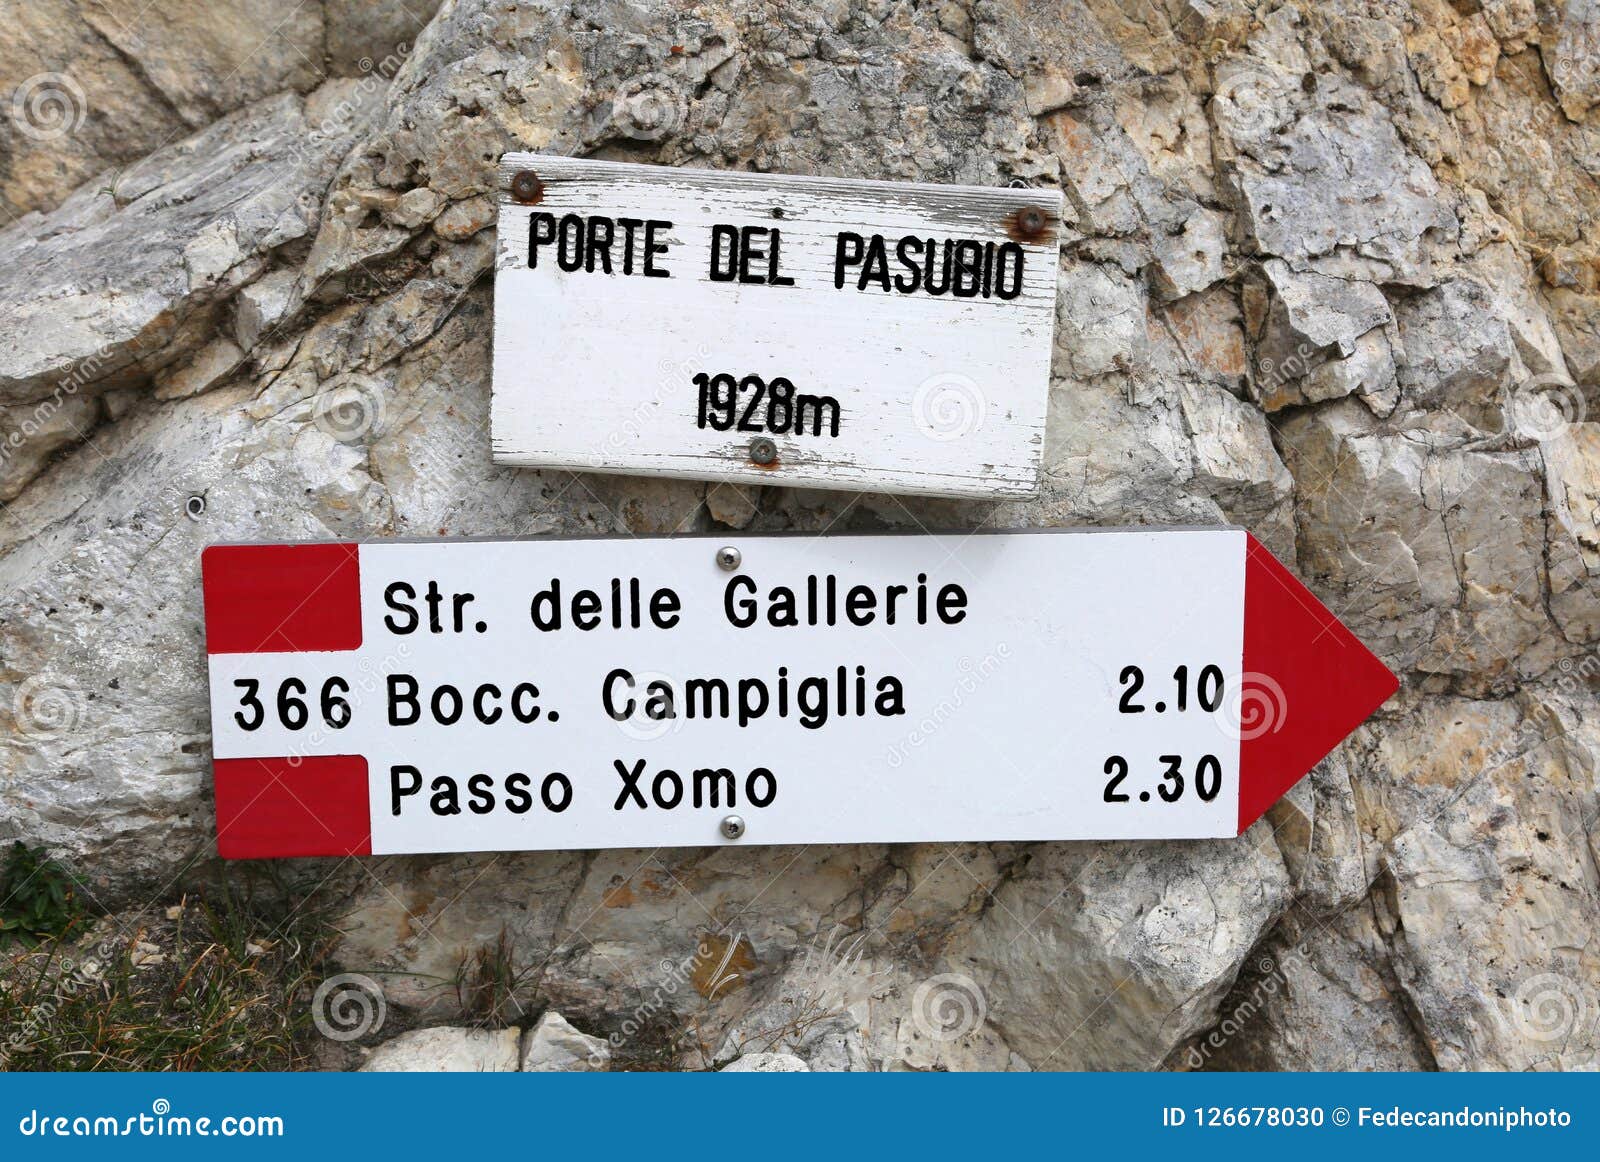 PORTE DEL PASUBIO
1928m
Str. delle Gallerie
366 Bocc. Campiglia 2.10
Passo Xomo 2.30
dreamstime.com
ID 126678030 © Fedecandoniphoto